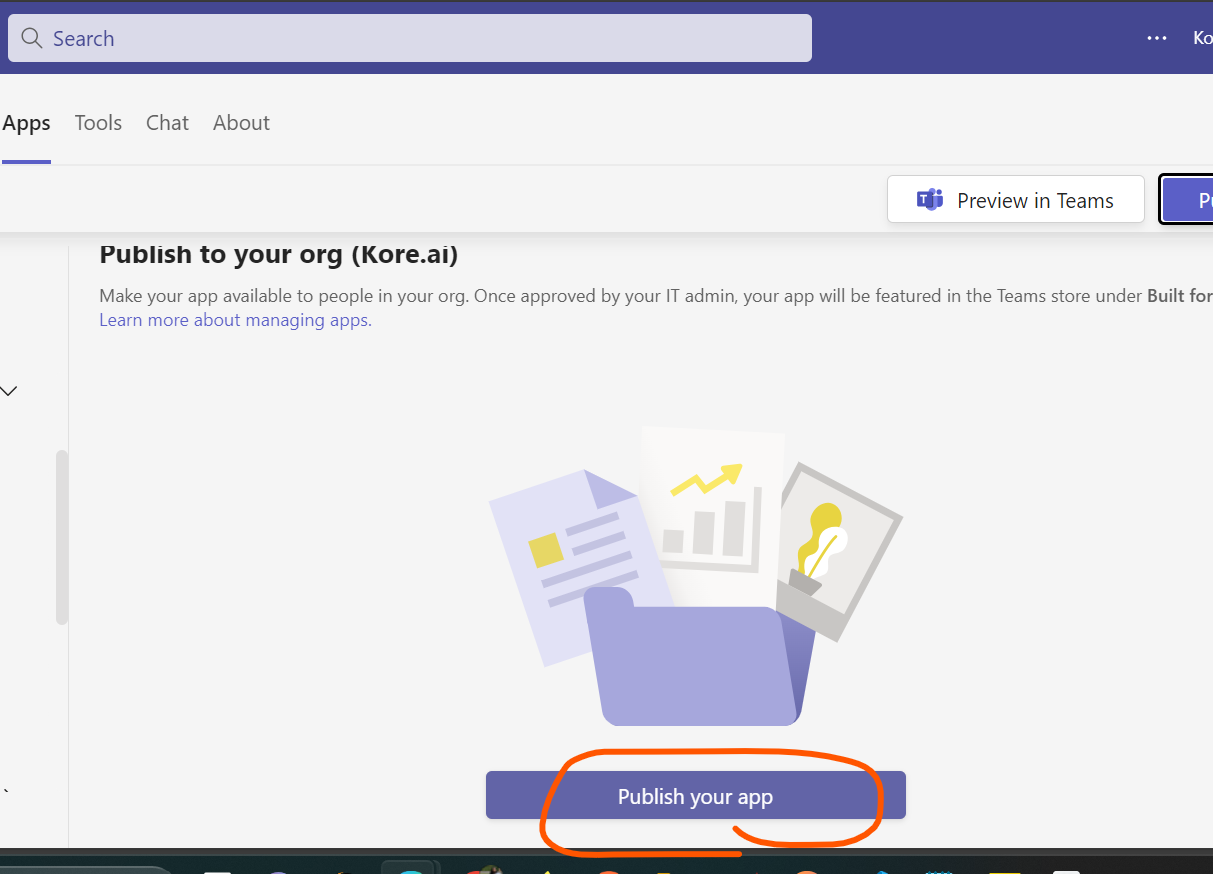 Search
Ko
Apps Tools Chat About
Preview in Teams
Publish to your org (Kore.ai)
Make your app available to people in your org. Once approved by your IT admin, your app will be featured in the Teams store under Built for
Learn more about managing apps.
Publish your app